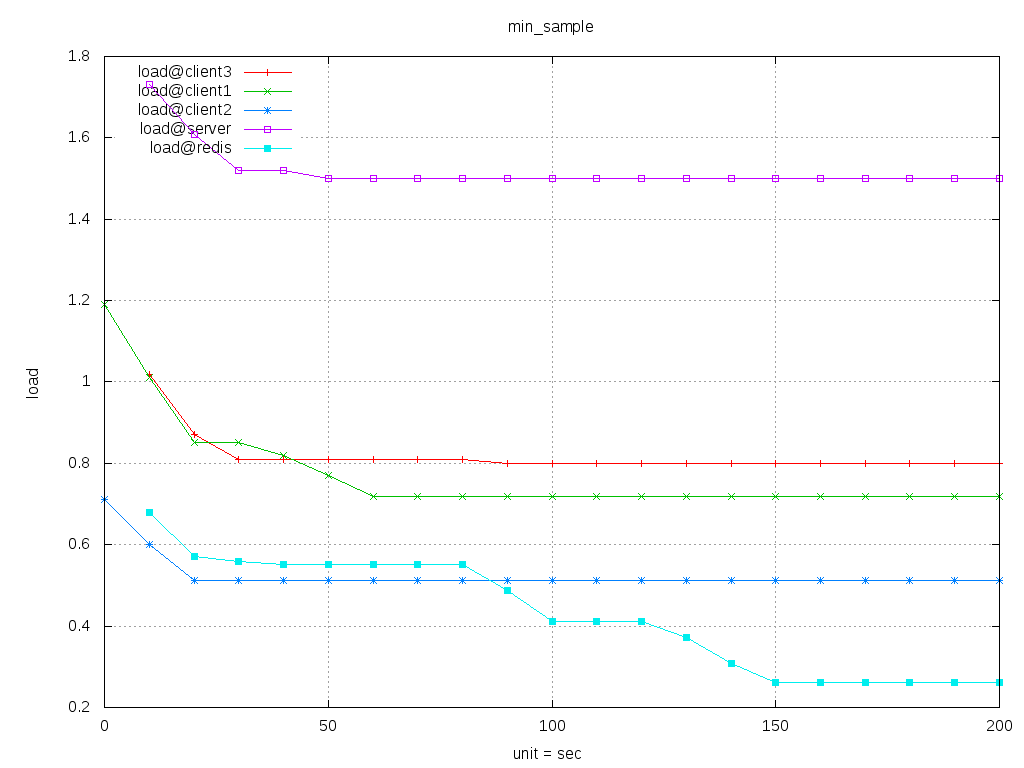 min_sample
load@client3
load@client1
load@client2
load@server
load@redis
1.8
1.6
1.4
1.2
1
0.8
0.6
0.4
0.2
load
0 50 100 150 200
unit = sec